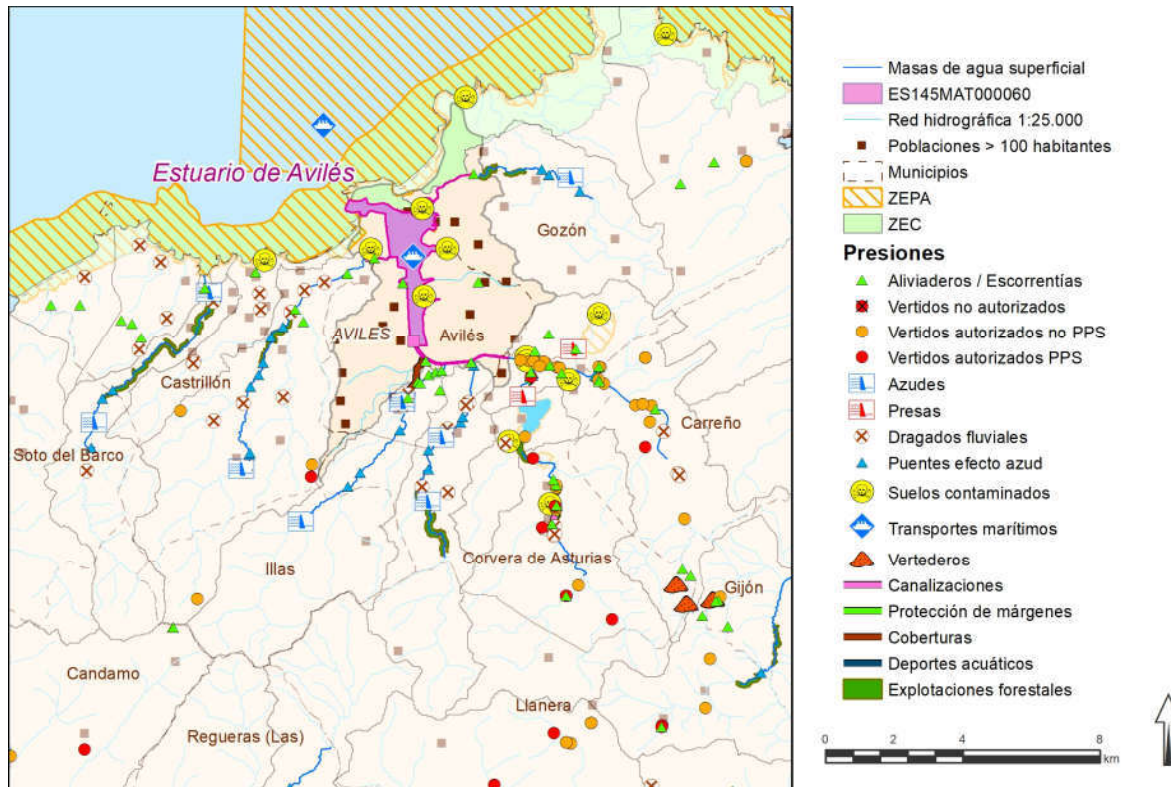 Estuario de Avilés
Gozón
AVILES
Avilés
Castrillón
Carreño
Soto del Barco
Corvera de Asturias
Illas
Gijón
Candamo
Llanera
Regueras (Las)
Masas de agua superficial
ES145MAT000060
Red hidrográfica 1:25.000
Poblaciones > 100 habitantes
Municipios
ZEPA
ZEC
Presiones
Aliviaderos / Escorrentías
Vertidos no autorizados
Vertidos autorizados no PPS
Vertidos autorizados PPS
Azudes
Presas
Dragados fluviales
Puentes efecto azud
Suelos contaminados
Transportes marítimos
Vertederos
Canalizaciones
Protección de márgenes
Coberturas
Deportes acuáticos
Explotaciones forestales
0 2 4 8
km